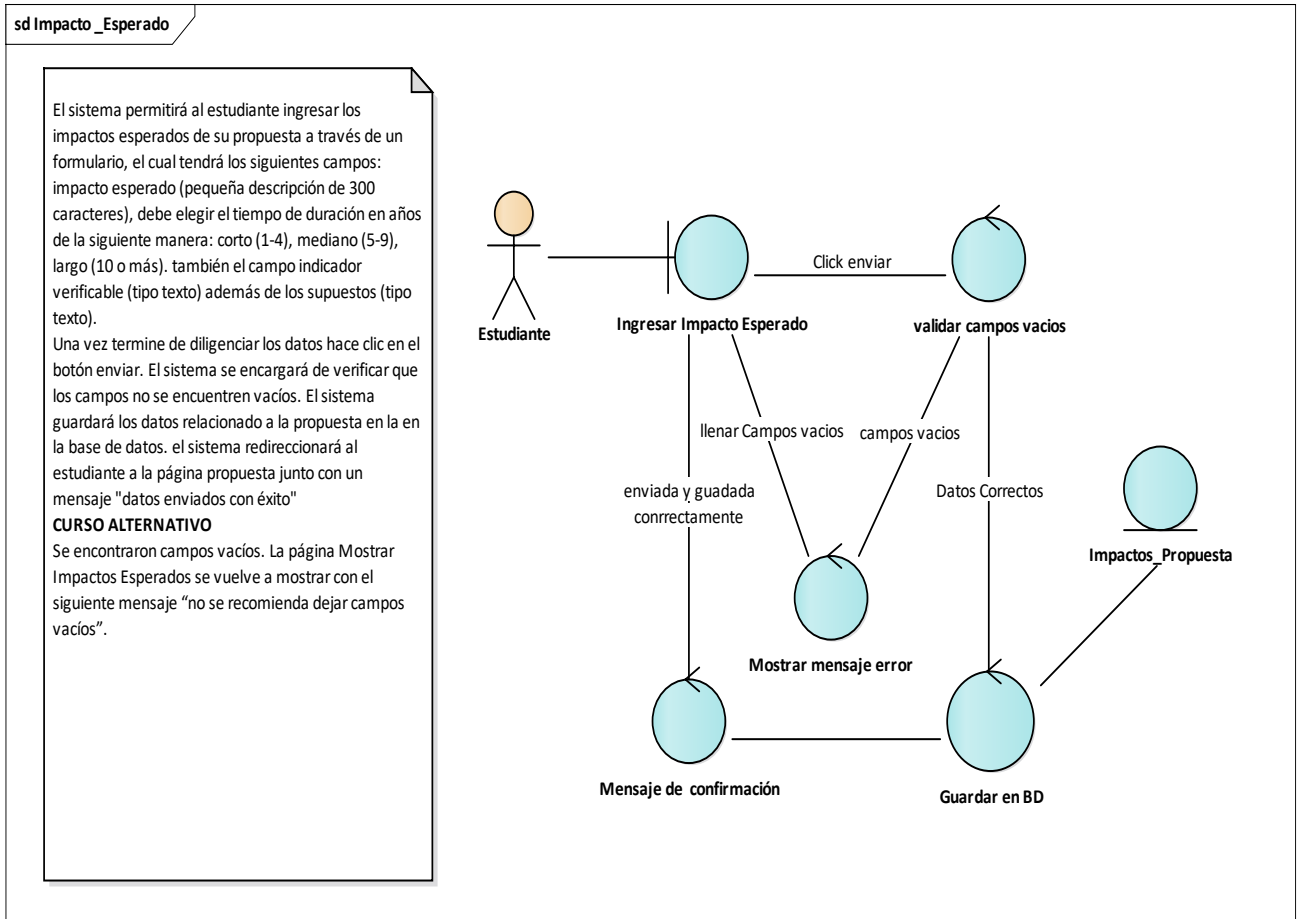 sd Impacto_Esperado
El sistema permitirá al estudiante ingresar los
impactos esperados de su propuesta a través de un
formulario, el cual tendrá los siguientes campos:
impacto esperado (pequeña descripción de 300
caracteres), debe elegir el tiempo de duración en años
de la siguiente manera: corto (1-4), mediano (5-9),
largo (10 o más). también el campo indicador
verificable (tipo texto) además de los supuestos (tipo
texto).
Una vez termine de diligenciar los datos hace clic en el
botón enviar. El sistema se encargará de verificar que
los campos no se encuentren vacíos. El sistema
guardará los datos relacionado a la propuesta en la en
la base de datos. el sistema redireccionará al
estudiante a la página propuesta junto con un
mensaje "datos enviados con éxito"
CURSO ALTERNATIVO
Se encontraron campos vacíos. La página Mostrar
Impactos Esperados se vuelve a mostrar con el
siguiente mensaje “no se recomienda dejar campos
vacíos”.
Click enviar
Estudiante
Ingresar Impacto Esperado
validar campos vacios
llenar Campos vacios
campos vacios
enviada y guadada
conrrectamente
Datos Correctos
Impactos_Propuesta
Mostrar mensaje error
Mensaje de confirmación
Guardar en BD